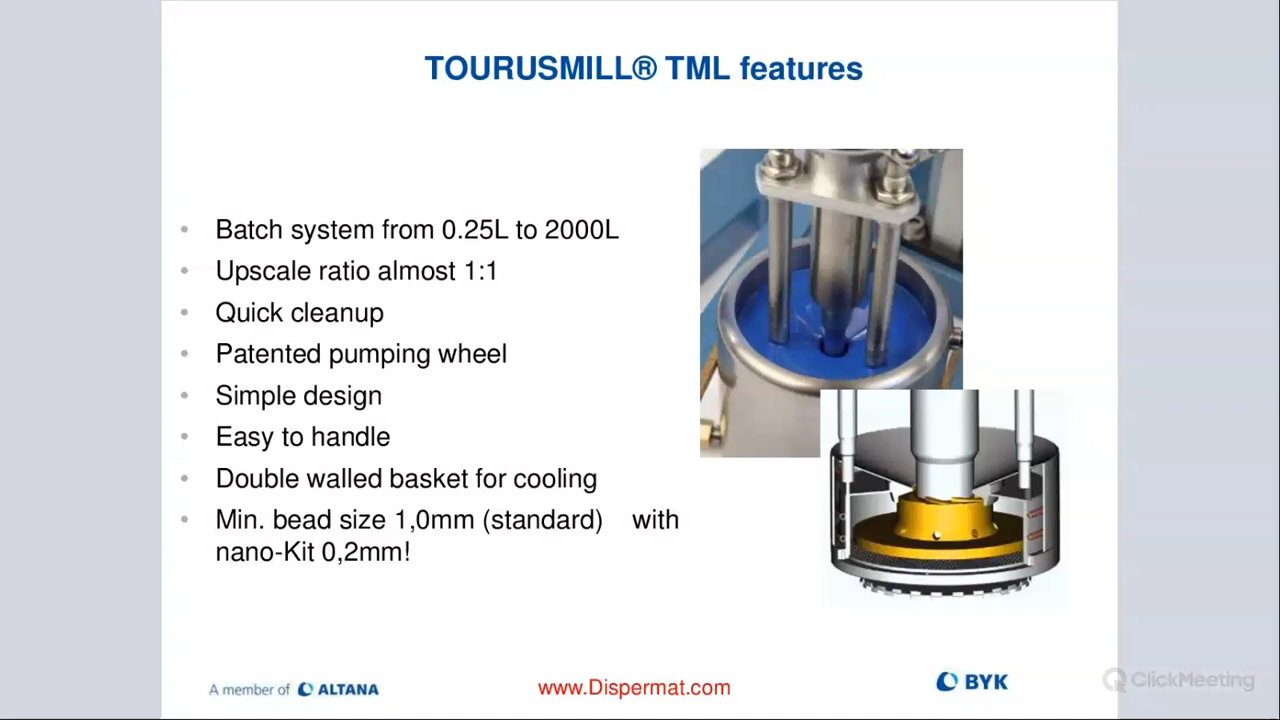 TOURUSMILL® TML features
Batch system from 0.25L to 2000L
Upscale ratio almost 1:1
Quick cleanup
Patented pumping wheel
Simple design
Easy to handle
Double walled basket for cooling
Min. bead size 1,0mm (standard) with
nano-Kit 0,2mm!
A member of ALTANA
www.Dispermat.com
BYK
ClickMeeting